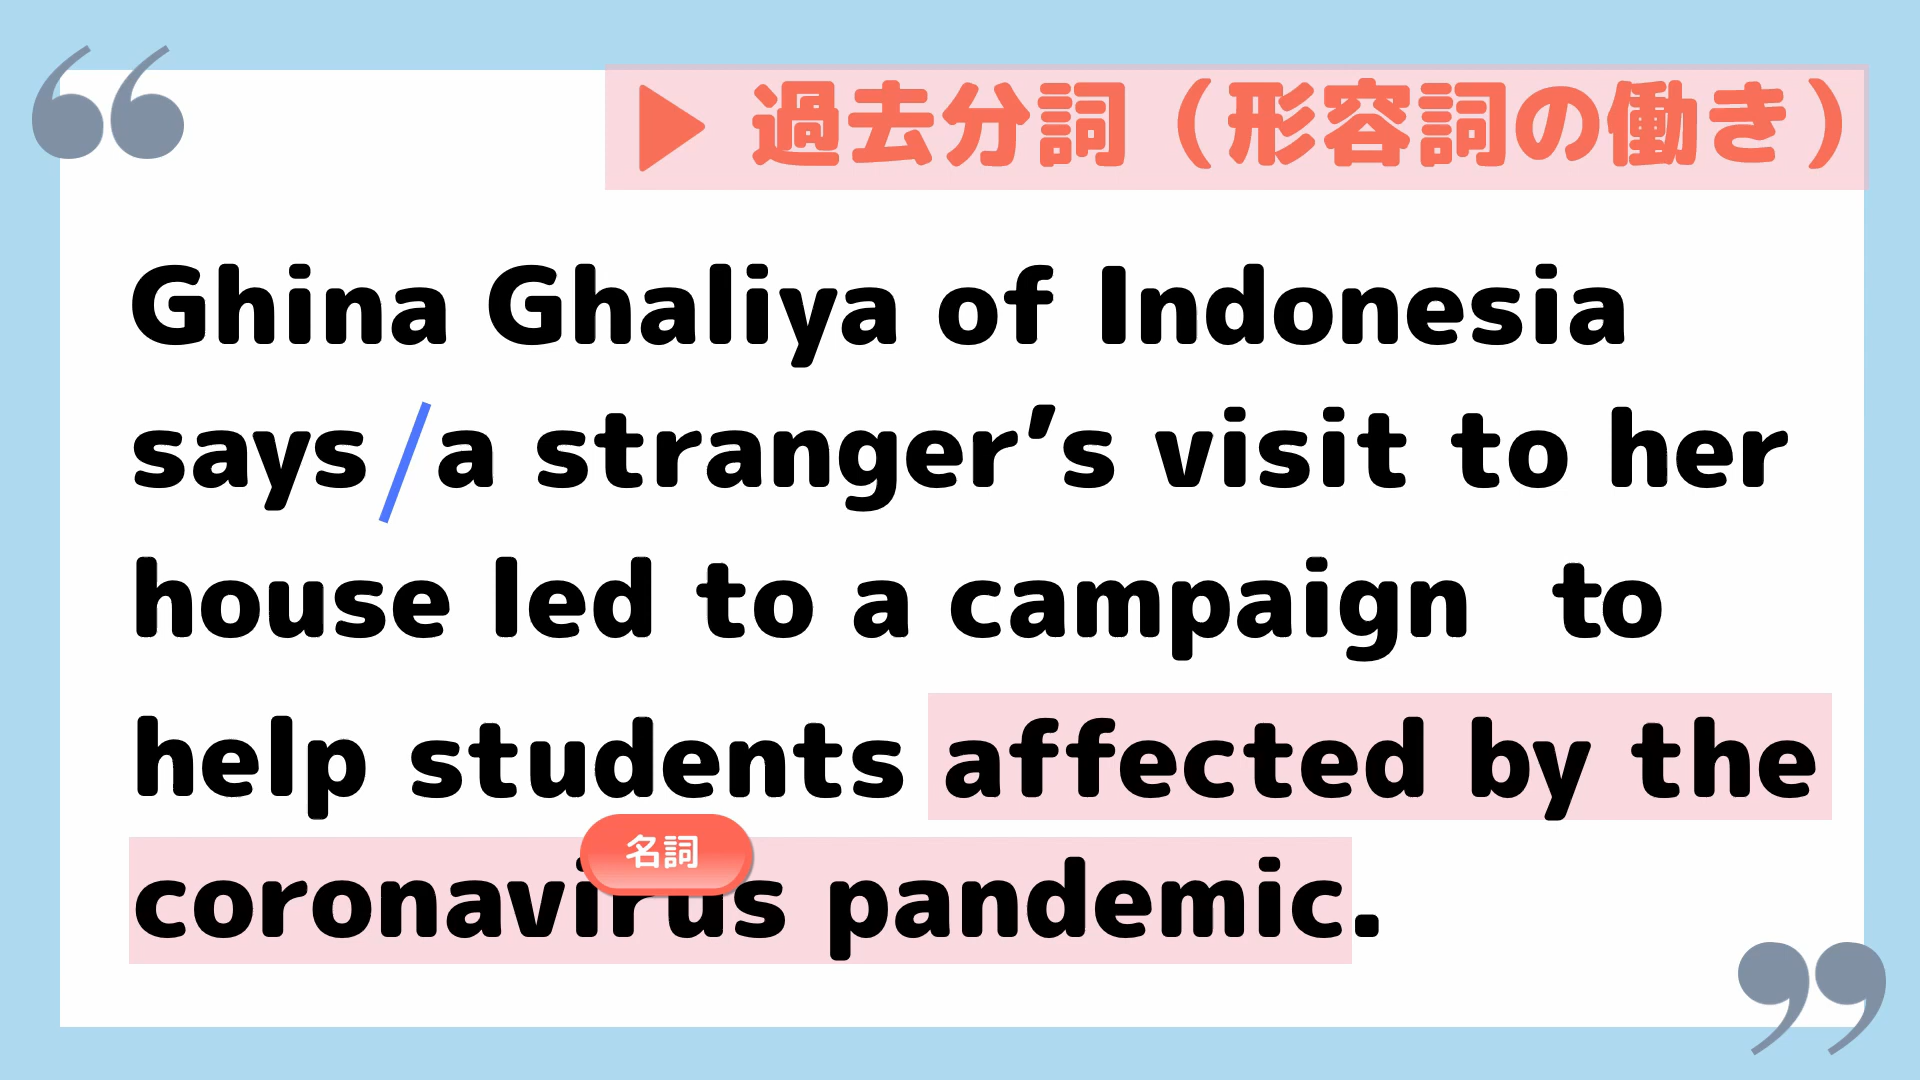 ▶ 過去分詞（形容詞の働き）
Ghina Ghaliya of Indonesia
says/a stranger’s visit to her
house led to a campaign to
help students affected by the
名詞
coronavirus pandemic.